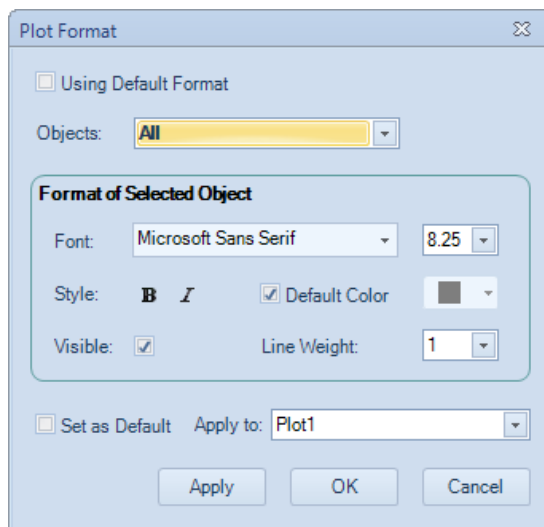 Plot Format
Using Default Format
Objects: All
Format of Selected Object
Font: Microsoft Sans Serif 8.25
Style: B I Default Color
Visible: Line Weight: 1
Set as Default Apply to: Plot1
Apply OK Cancel